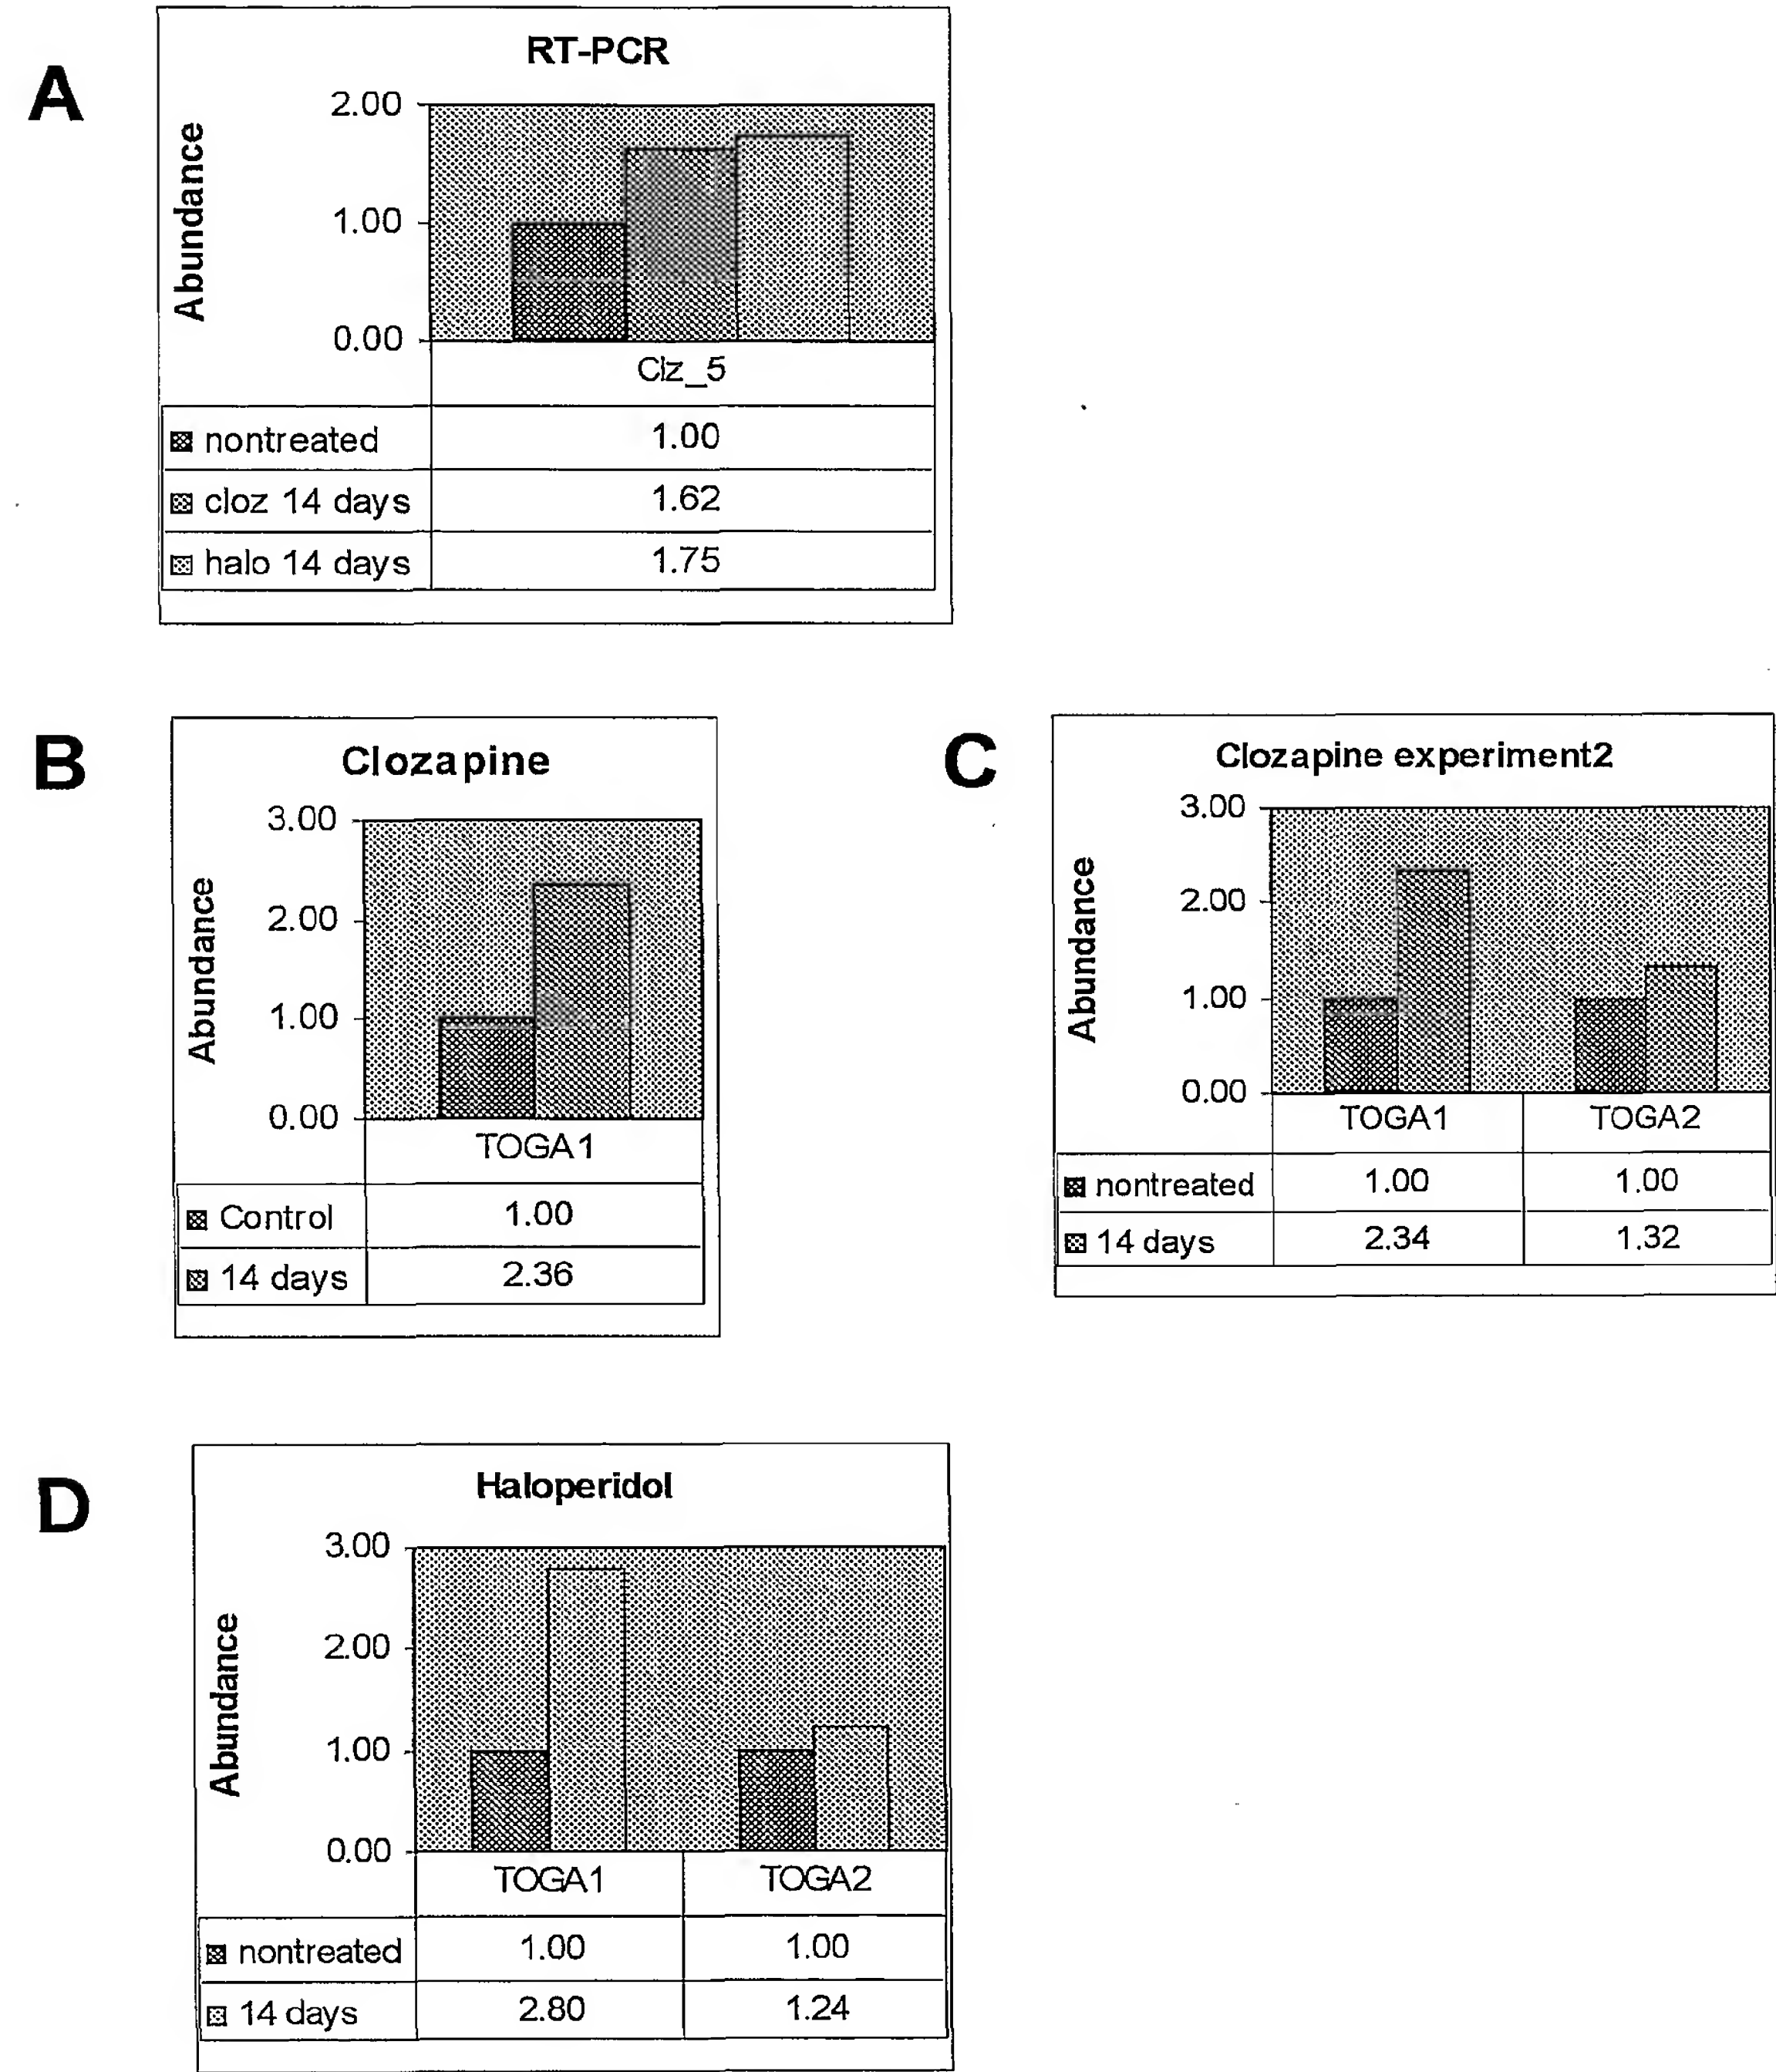 A
RT-PCR
Abundance
2.00
1.00
0.00
Clz_5
nontreated 1.00
cloz 14 days 1.62
halo 14 days 1.75
B
Clozapine
Abundance
3.00
2.00
1.00
0.00
TOGA1
Control 1.00
14 days 2.36
C
Clozapine experiment2
Abundance
3.00
2.00
1.00
0.00
TOGA1 TOGA2
nontreated 1.00 1.00
14 days 2.34 1.32
D
Haloperidol
Abundance
3.00
2.00
1.00
0.00
TOGA1 TOGA2
nontreated 1.00 1.00
14 days 2.80 1.24